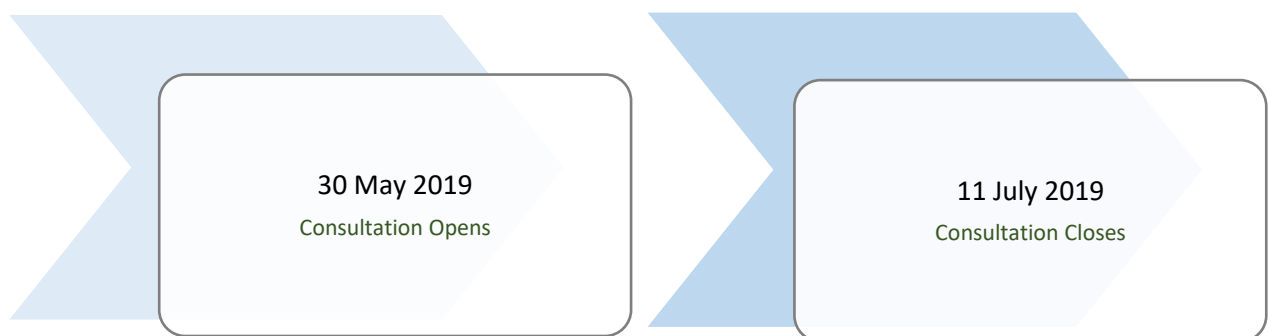 30 May 2019
Consultation Opens
11 July 2019
Consultation Closes